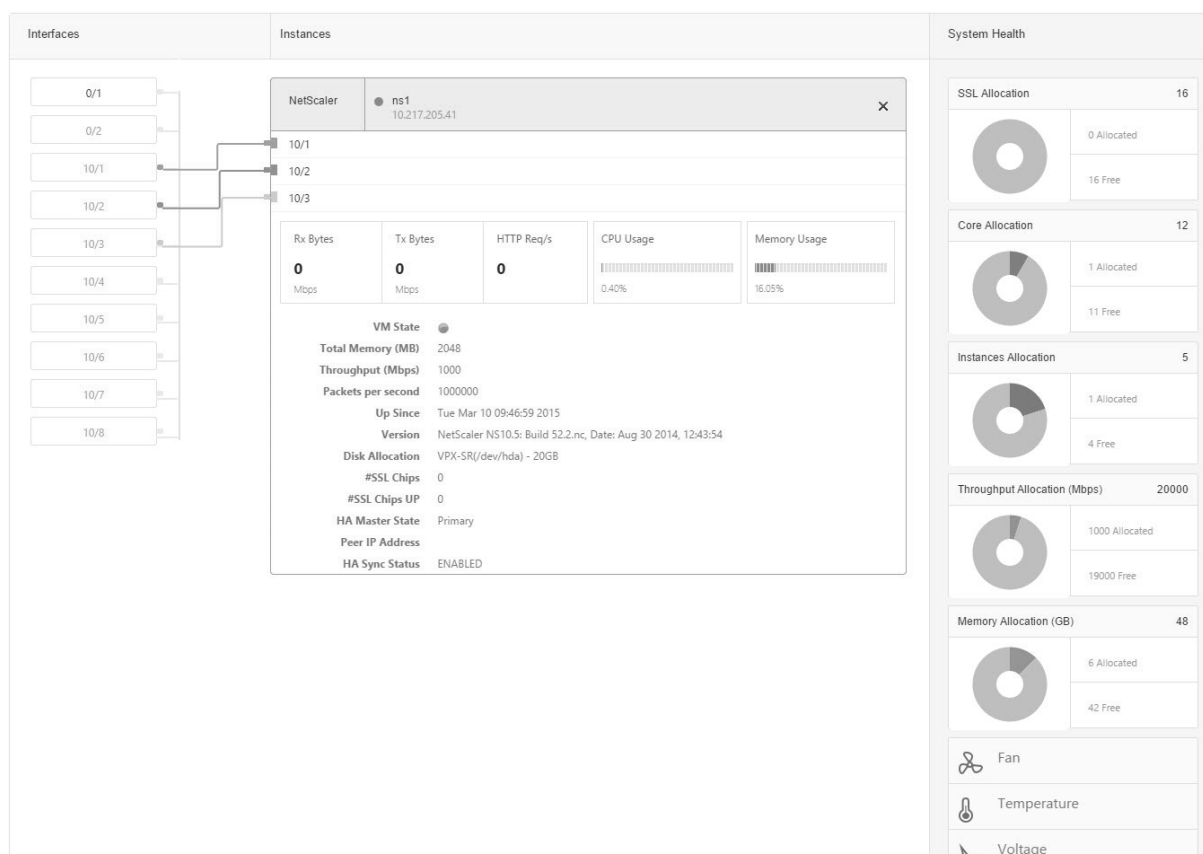 Interfaces
Instances
System Health
0/1
0/2
10/1
10/2
10/3
10/4
10/5
10/6
10/7
10/8
NetScaler
ns1
10.217.205.41
10/1
10/2
10/3
Rx Bytes
0
Mbps
Tx Bytes
0
Mbps
HTTP Req/s
0
CPU Usage
0.40%
Memory Usage
16.05%
VM State
Total Memory (MB) 2048
Throughput (Mbps) 1000
Packets per second 1000000
Up Since Tue Mar 10 09:46:59 2015
Version NetScaler NS10.5: Build 52.2.nc, Date: Aug 30 2014, 12:43:54
Disk Allocation VPX-SR(/dev/hda) - 20GB
#SSL Chips 0
#SSL Chips UP 0
HA Master State Primary
Peer IP Address
HA Sync Status ENABLED
SSL Allocation 16
0 Allocated
16 Free
Core Allocation 12
1 Allocated
11 Free
Instances Allocation 5
1 Allocated
4 Free
Throughput Allocation (Mbps) 20000
1000 Allocated
19000 Free
Memory Allocation (GB) 48
6 Allocated
42 Free
Fan
Temperature
Voltage